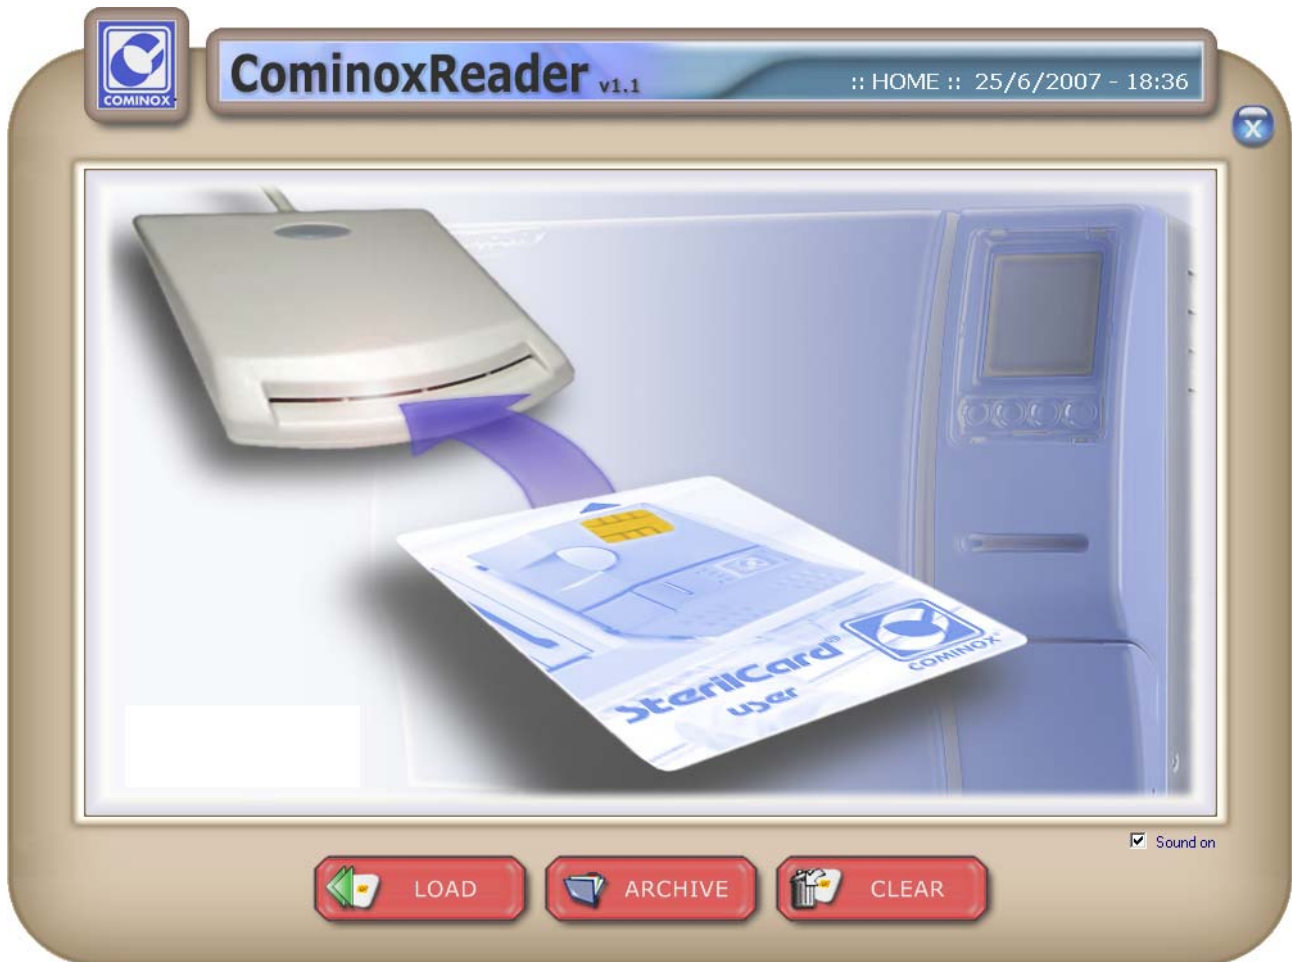 COMINOX
CominoxReader v1.1
:: HOME :: 25/6/2007 - 18:36
X
SterilCard®
user
COMINOX®
Sound on
LOAD
ARCHIVE
CLEAR